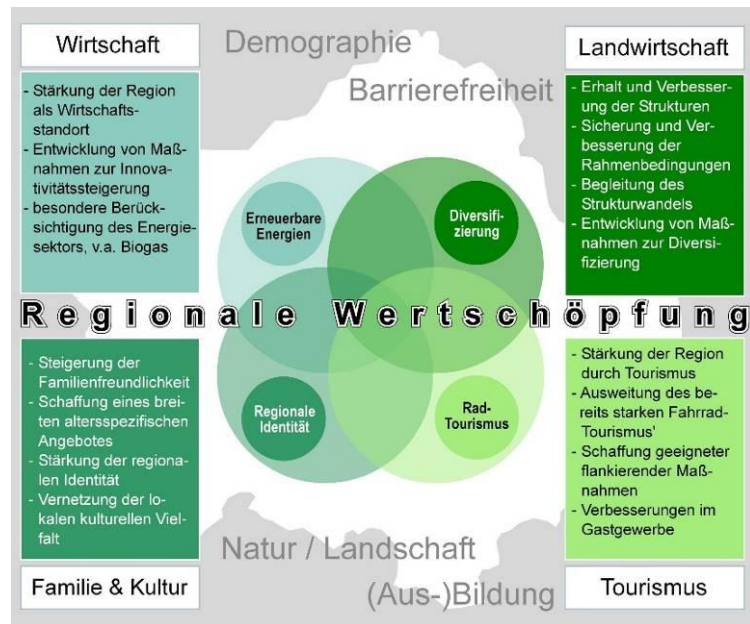 Wirtschaft
- Stärkung der Region
als Wirtschafts-
standort
- Entwicklung von Maß-
nahmen zur Innova-
tivitätssteigerung
- besondere Berück-
sichtigung des Energie-
sektors, v.a. Biogas
Demographie
Barrierefreiheit
Landwirtschaft
- Erhalt und Verbesser-
ung der Strukturen
- Sicherung und Ver-
besserung der
Rahmenbedingungen
- Begleitung des
Strukturwandels
- Entwicklung von Maß-
nahmen zur Diversi-
fizierung
Erneuerbare
Energien
Diversifi-
zierung
Regionale Wertschöpfung
- Steigerung der
Familienfreundlichkeit
- Schaffung eines brei-
ten altersspezifischen
Angebotes
- Stärkung der regiona-
len Identität
- Vernetzung der lo-
kalen kulturellen Viel-
falt
Familie & Kultur
Regionale
Identität
Rad-
Tourismus
- Stärkung der Region
durch Tourismus
- Ausweitung des be-
reits starken Fahrrad-
Tourismus'
- Schaffung geeigneter
flankierender Maß-
nahmen
- Verbesserungen im
Gastgewerbe
Tourismus
Natur / Landschaft
(Aus-)Bildung